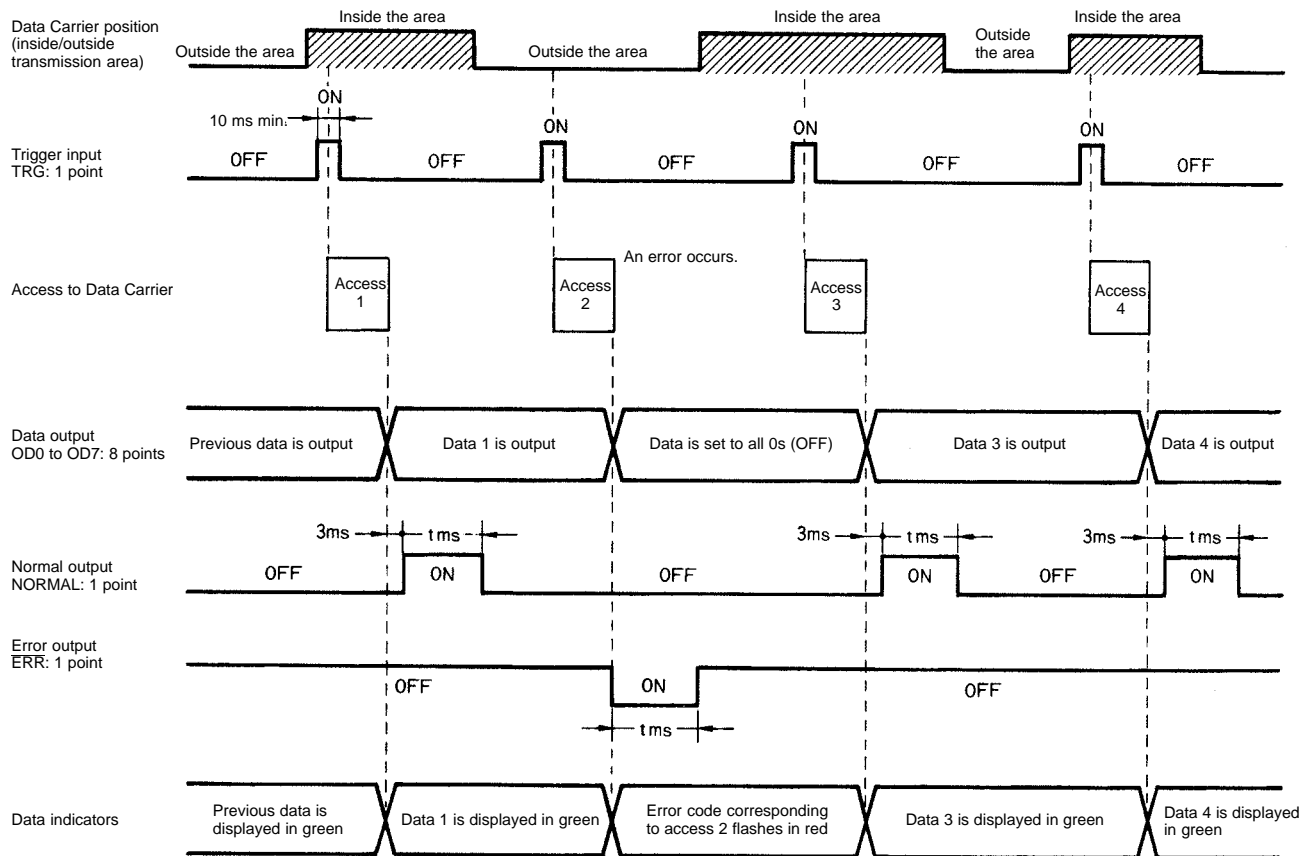 Data Carrier position
(inside/outside
transmission area)
Outside the area
Inside the area
Outside the area
Inside the area
Outside
the area
Inside the area
ON
10 ms min.
Trigger input
TRG: 1 point
OFF
OFF
ON
OFF
ON
OFF
ON
OFF
Access to Data Carrier
Access
1
Access
2
An error occurs.
Access
3
Access
4
Data output
OD0 to OD7: 8 points
Previous data is output
Data 1 is output
Data is set to all 0s (OFF)
Data 3 is output
Data 4 is output
3ms
t ms
3ms
t ms
3ms
t ms
Normal output
NORMAL: 1 point
OFF
ON
OFF
ON
OFF
ON
Error output
ERR: 1 point
OFF
ON
OFF
t ms
Data indicators
Previous data is
displayed in green
Data 1 is displayed in green
Error code corresponding
to access 2 flashes in red
Data 3 is displayed in green
Data 4 is displayed
in green